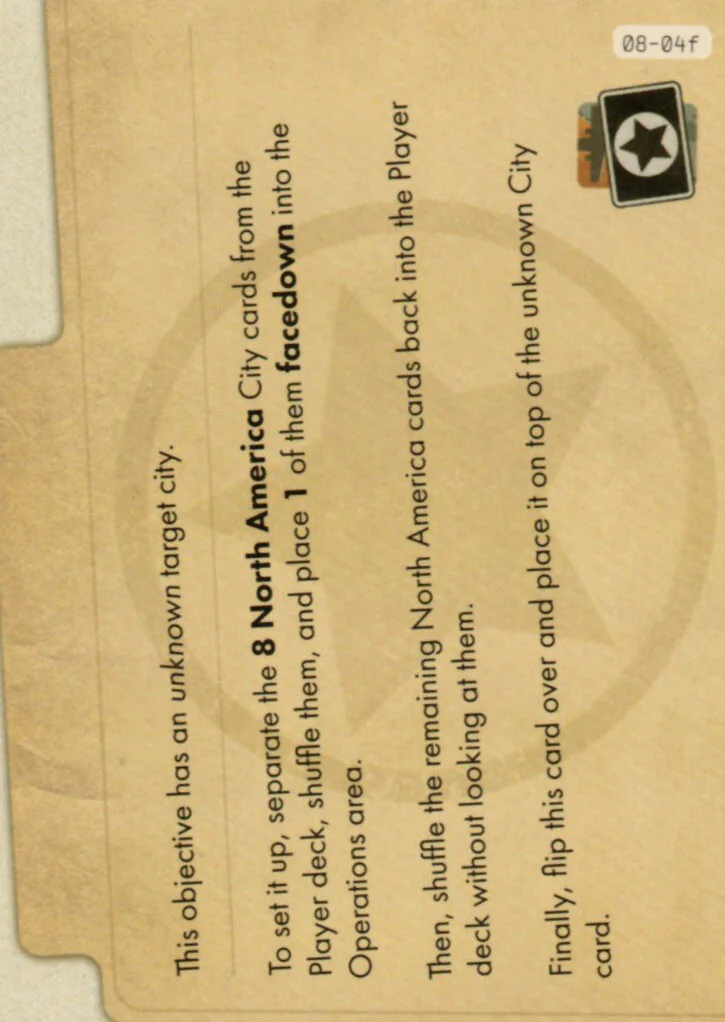 This objective has an unknown target city.
To set it up, separate the 8 North America City cards from the
Player deck, shuffle them, and place 1 of them facedown into the
Operations area.
Then, shuffle the remaining North America cards back into the Player
deck without looking at them.
Finally, flip this card over and place it on top of the unknown City
card.
08-04f